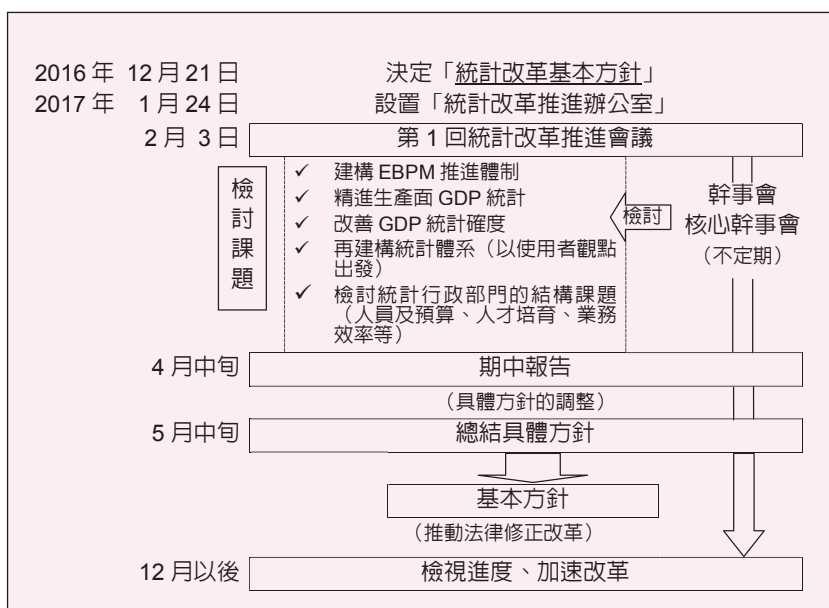 2016 年 12 月 21 日 決定「統計改革基本方針」
2017 年 1 月 24 日 設置「統計改革推進辦公室」
2 月 3 日 第 1 回統計改革推進會議
檢討課題
✓ 建構 EBPM 推進體制
✓ 精進生產面 GDP 統計
✓ 改善 GDP 統計確度
✓ 再建構統計體系（以使用者觀點
出發）
✓ 檢討統計行政部門的結構課題
（人員及預算、人才培育、業務
效率等）
檢討
幹事會
核心幹事會
（不定期）
4 月中旬 期中報告
（具體方針的調整）
5 月中旬 總結具體方針
基本方針
（推動法律修正改革）
12 月以後 檢視進度、加速改革